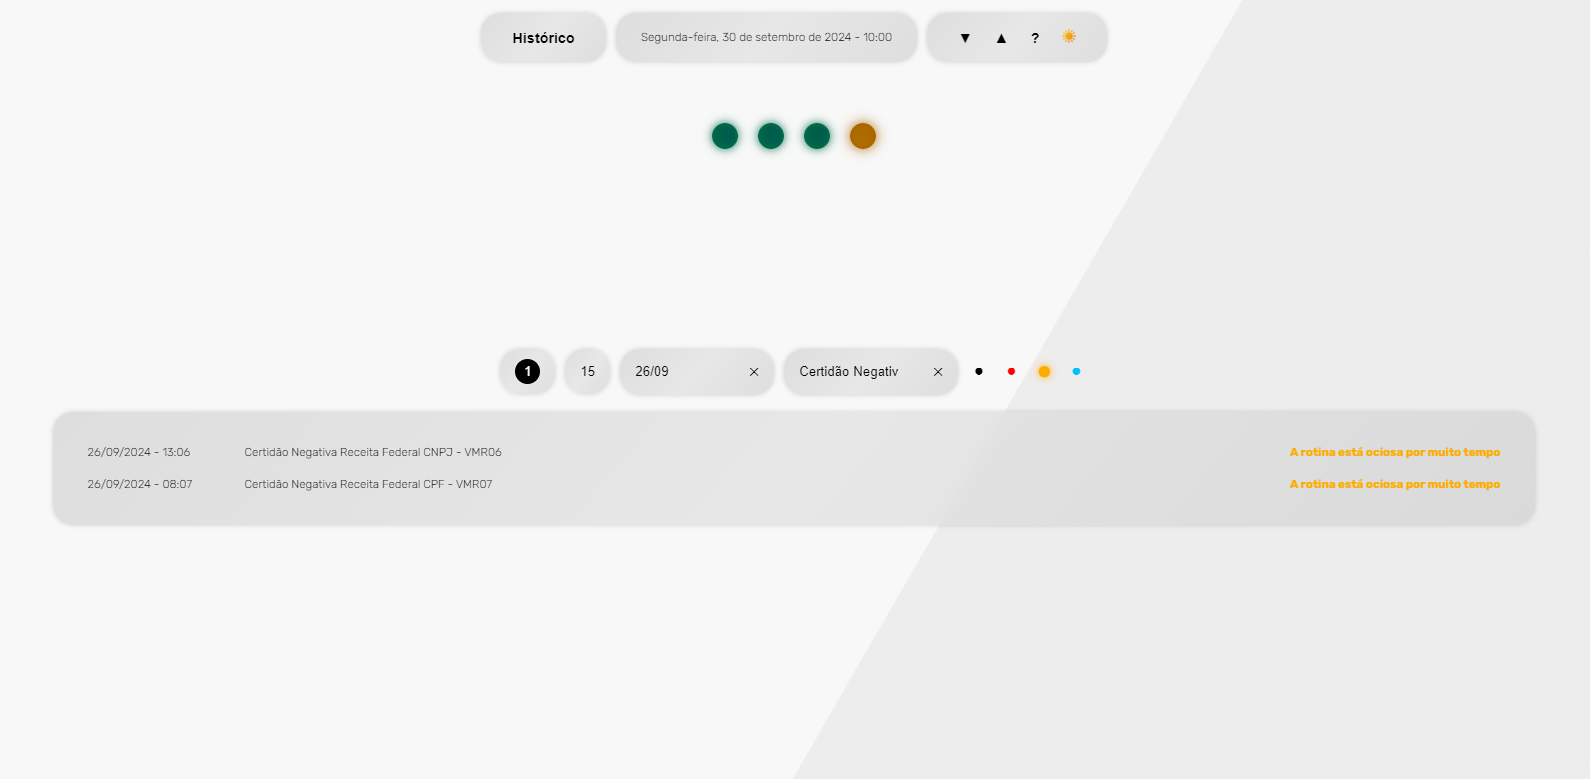 Histórico
Segunda-feira, 30 de setembro de 2024 - 10:00
▼ ▲ ?
1
15
26/09 ×
Certidão Negativ ×
26/09/2024 - 13:06 Certidão Negativa Receita Federal CNPJ - VMR06 A rotina está ociosa por muito tempo
26/09/2024 - 08:07 Certidão Negativa Receita Federal CPF - VMR07 A rotina está ociosa por muito tempo